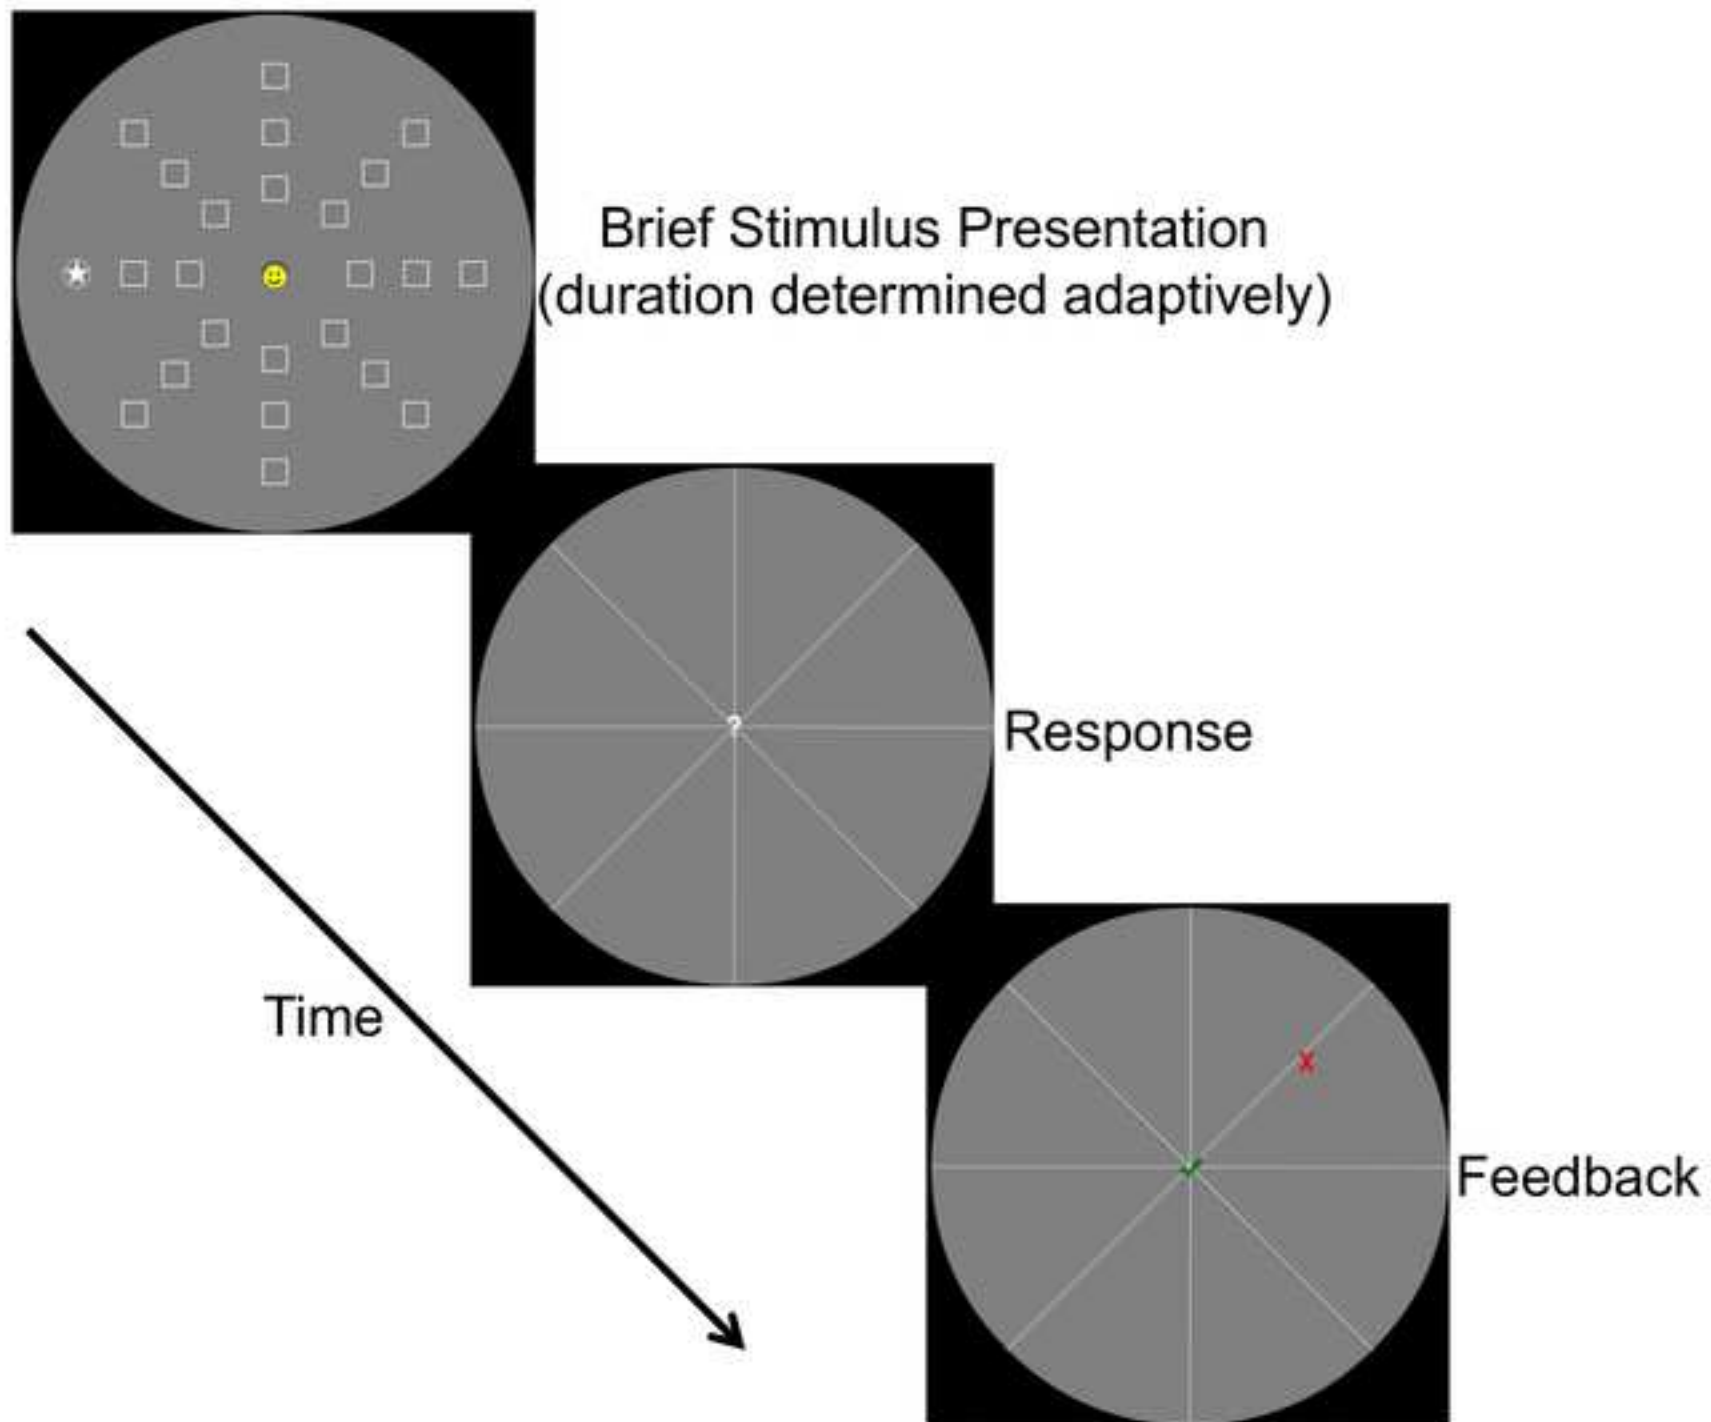 Brief Stimulus Presentation
(duration determined adaptively)
?
Response
Time
x
Feedback